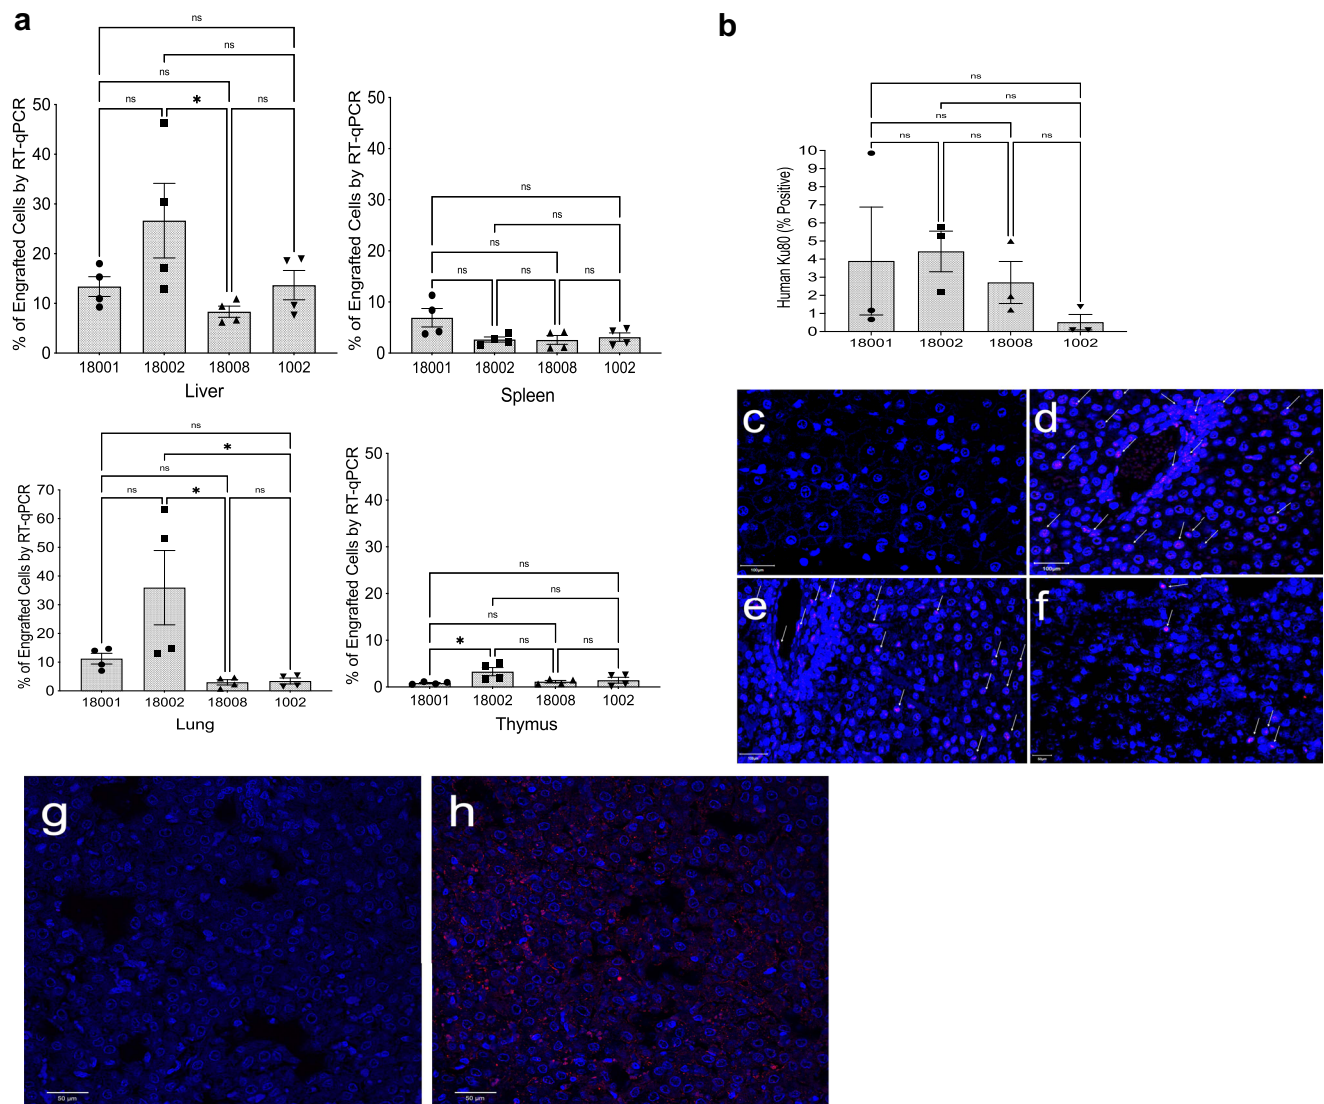 a
ns
ns
ns
ns
*
ns
% of Engrafted Cells by RT-qPCR
50
40
30
20
10
0
18001 18002 18008 1002
Liver
% of Engrafted Cells by RT-qPCR
50
40
30
20
10
0
ns
ns
ns
ns
ns
ns
18001 18002 18008 1002
Spleen
b
ns
ns
ns
ns
ns
ns
Human Ku80 (% Positive)
10
9
8
7
6
5
4
3
2
1
0
18001 18002 18008 1002
ns
*
ns
ns
*
ns
% of Engrafted Cells by RT-qPCR
70
60
50
40
30
20
10
0
18001 18002 18008 1002
Lung
% of Engrafted Cells by RT-qPCR
50
40
30
20
10
0
ns
ns
ns
*
ns
ns
18001 18002 18008 1002
Thymus
c
100µm
d
100µm
e
f
g
50 µm
h
50 µm